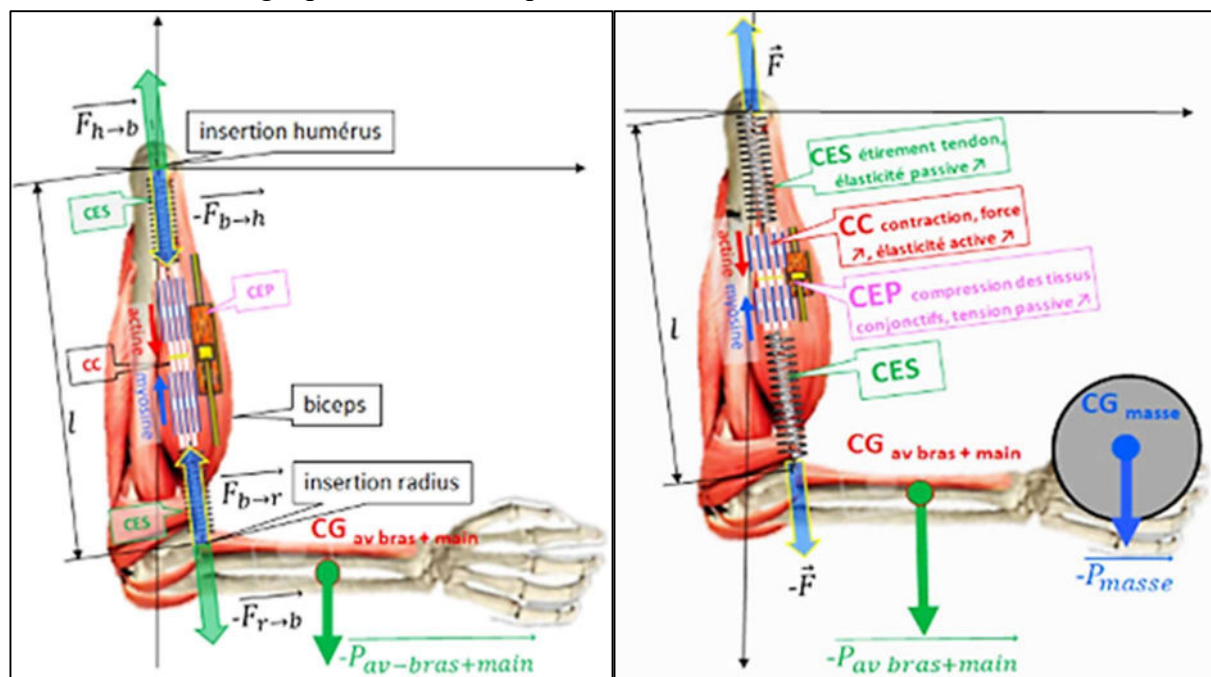 F⃗h→b
insertion humérus
CES
-F⃗b→h
CEP
actine
myosine
CC
l
biceps
F⃗b→r
insertion radius
CES
CG av bras + main
-F⃗r→b
-P⃗av−bras+main
F⃗
CES étirement tendon,
élasticité passive ↗
CC contraction, force
↗, élasticité active ↗
actine
myosine
CEP compression des tissus
conjonctifs, tension passive ↗
l
CES
CG masse
CG av bras + main
-F⃗
-P⃗masse
-P⃗av bras+main